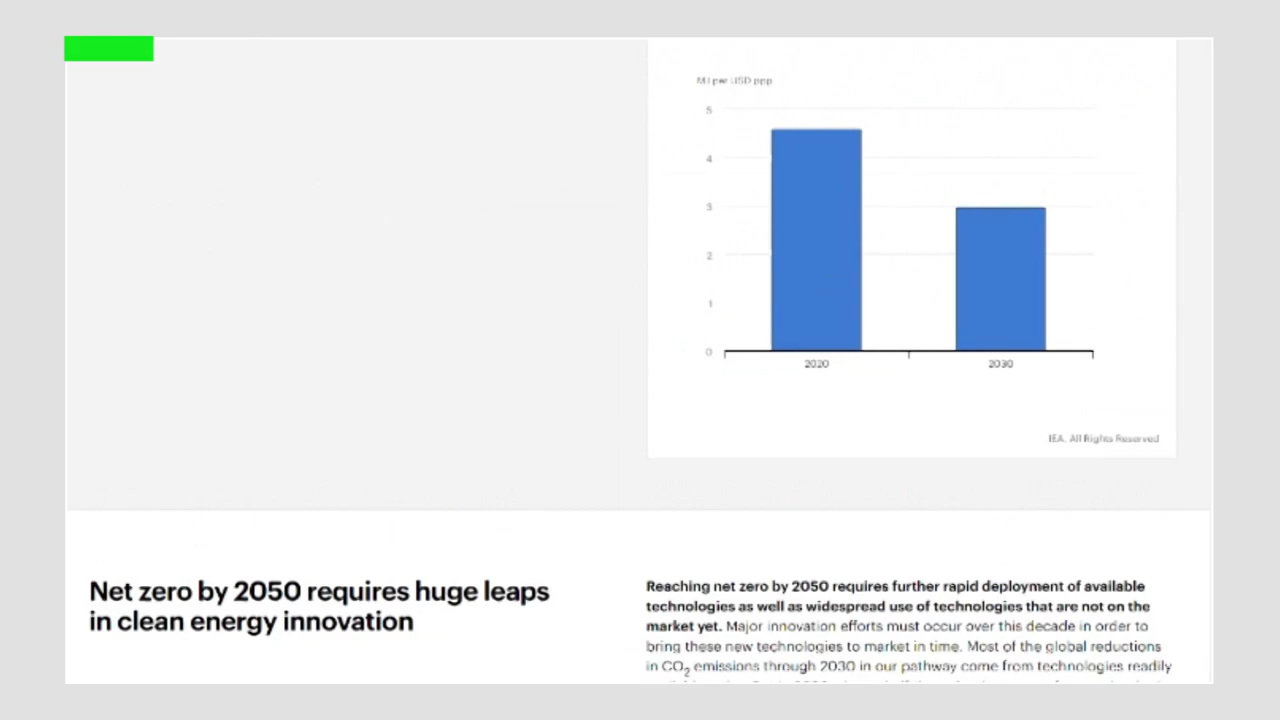 MJ per USD ppp
5
4
3
2
1
0
2020
2030
IEA. All Rights Reserved
Net zero by 2050 requires huge leaps
in clean energy innovation
Reaching net zero by 2050 requires further rapid deployment of available
technologies as well as widespread use of technologies that are not on the
market yet. Major innovation efforts must occur over this decade in order to
bring these new technologies to market in time. Most of the global reductions
in CO2 emissions through 2030 in our pathway come from technologies readily